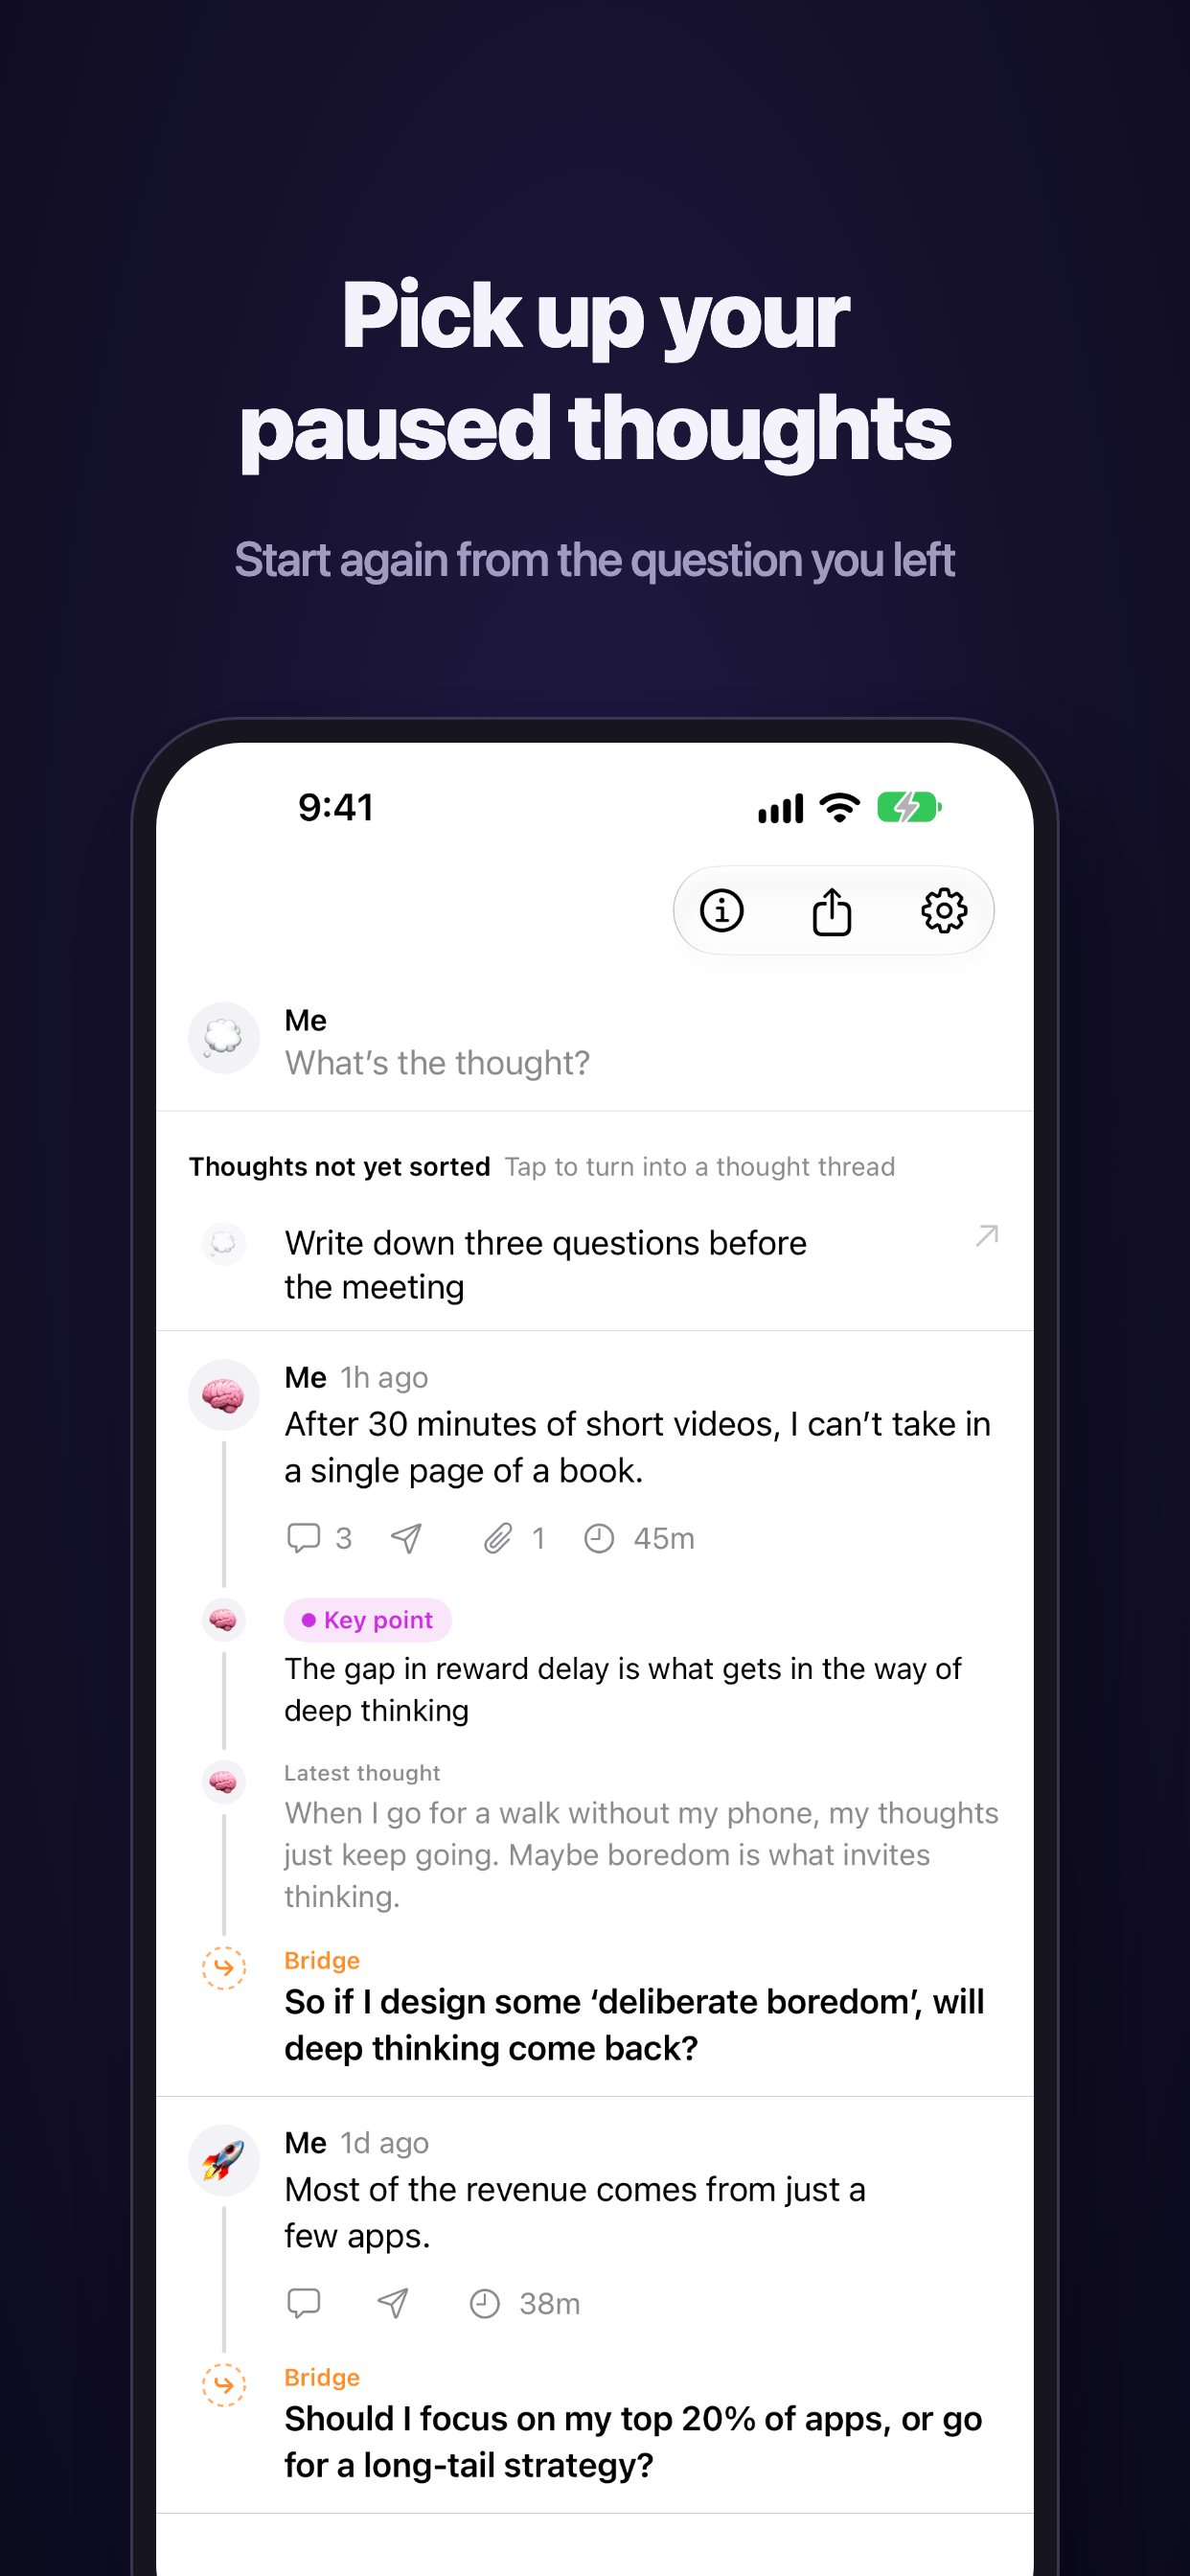 Pick up your
paused thoughts
Start again from the question you left
9:41
Me
What’s the thought?
Thoughts not yet sorted Tap to turn into a thought thread
Write down three questions before
the meeting
Me 1h ago
After 30 minutes of short videos, I can’t take in
a single page of a book.
3 1 45m
Key point
The gap in reward delay is what gets in the way of
deep thinking
Latest thought
When I go for a walk without my phone, my thoughts
just keep going. Maybe boredom is what invites
thinking.
Bridge
So if I design some ‘deliberate boredom’, will
deep thinking come back?
Me 1d ago
Most of the revenue comes from just a
few apps.
38m
Bridge
Should I focus on my top 20% of apps, or go
for a long-tail strategy?